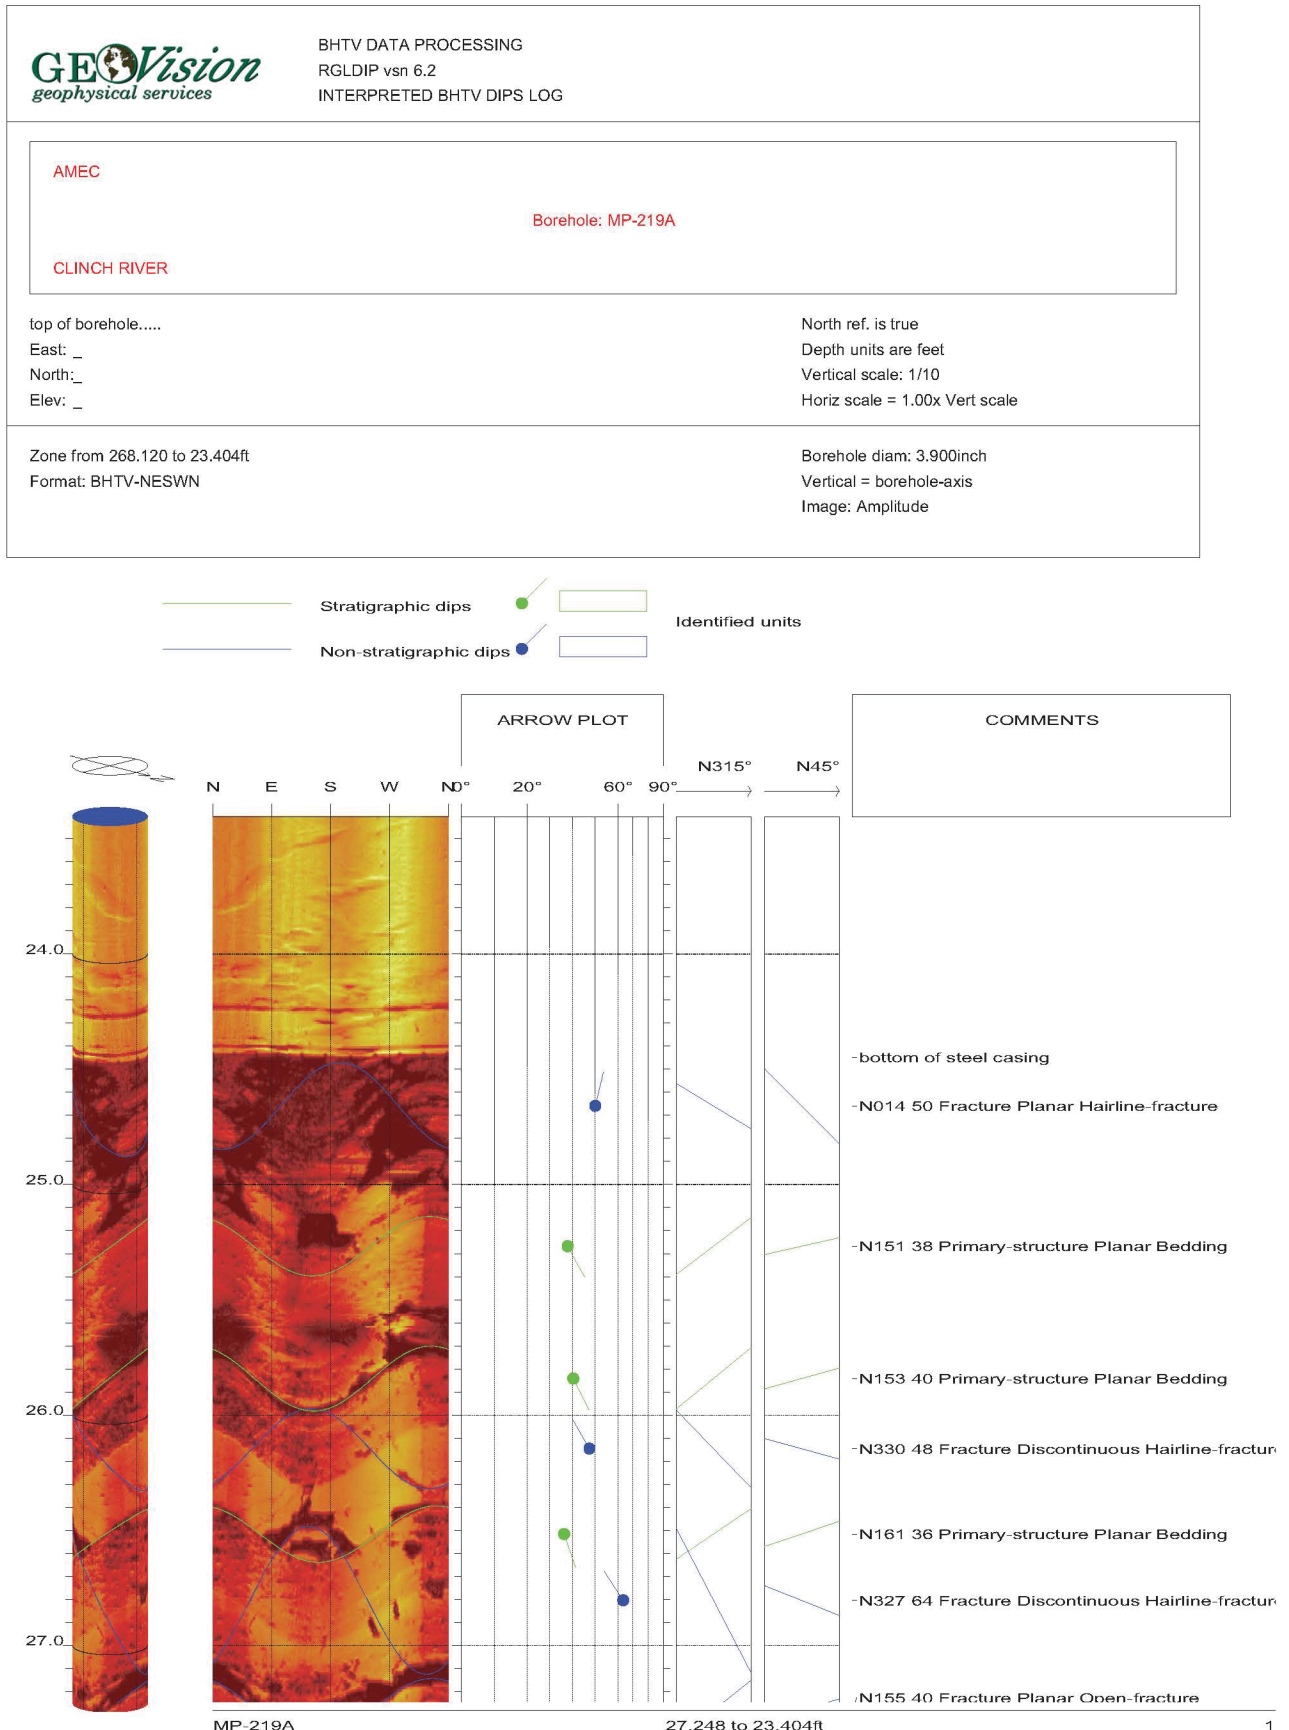 GEOVision
geophysical services
BHTV DATA PROCESSING
RGLDIP vsn 6.2
INTERPRETED BHTV DIPS LOG
AMEC
Borehole: MP-219A
CLINCH RIVER
top of borehole.....
East: _
North:_
Elev: _
North ref. is true
Depth units are feet
Vertical scale: 1/10
Horiz scale = 1.00x Vert scale
Zone from 268.120 to 23.404ft
Format: BHTV-NESWN
Borehole diam: 3.900inch
Vertical = borehole-axis
Image: Amplitude
Stratigraphic dips
Non-stratigraphic dips
Identified units
ARROW PLOT
COMMENTS
N315° N45°
N E S W N 0° 20° 60° 90°
24.0
-bottom of steel casing
-N014 50 Fracture Planar Hairline-fracture
25.0
-N151 38 Primary-structure Planar Bedding
-N153 40 Primary-structure Planar Bedding
26.0
-N330 48 Fracture Discontinuous Hairline-fracture
-N161 36 Primary-structure Planar Bedding
-N327 64 Fracture Discontinuous Hairline-fracture
27.0
-N155 40 Fracture Planar Open-fracture
MP-219A 27.248 to 23.404ft 1